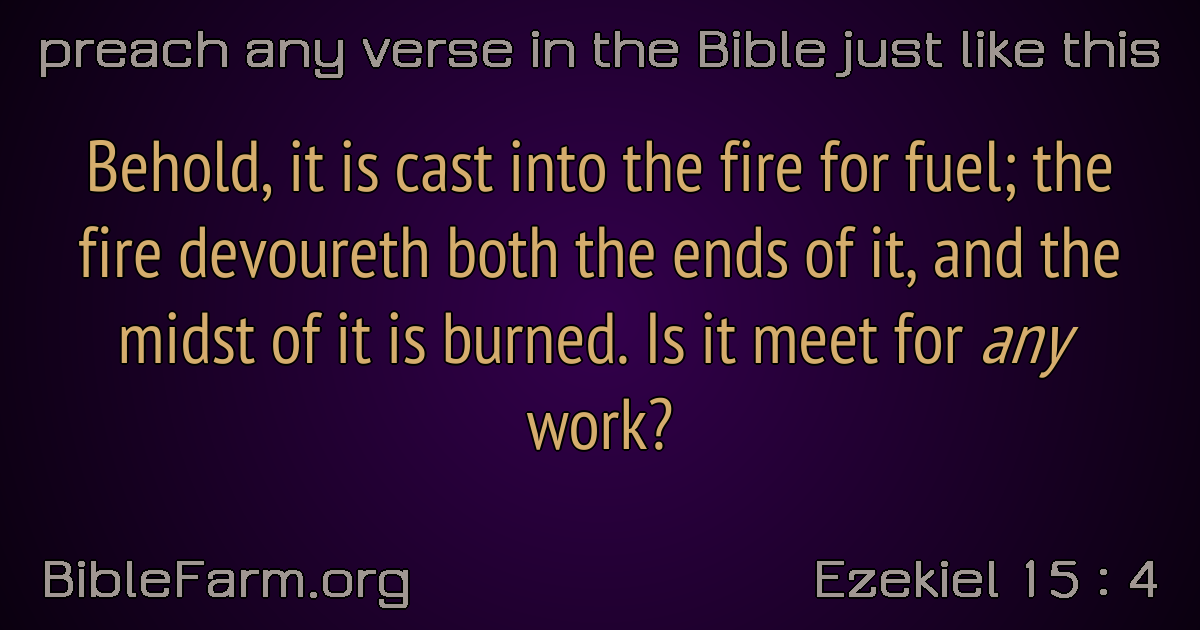 preach any verse in the Bible just like this
Behold, it is cast into the fire for fuel; the
fire devoureth both the ends of it, and the
midst of it is burned. Is it meet for any
work?
BibleFarm.org
Ezekiel 15 : 4